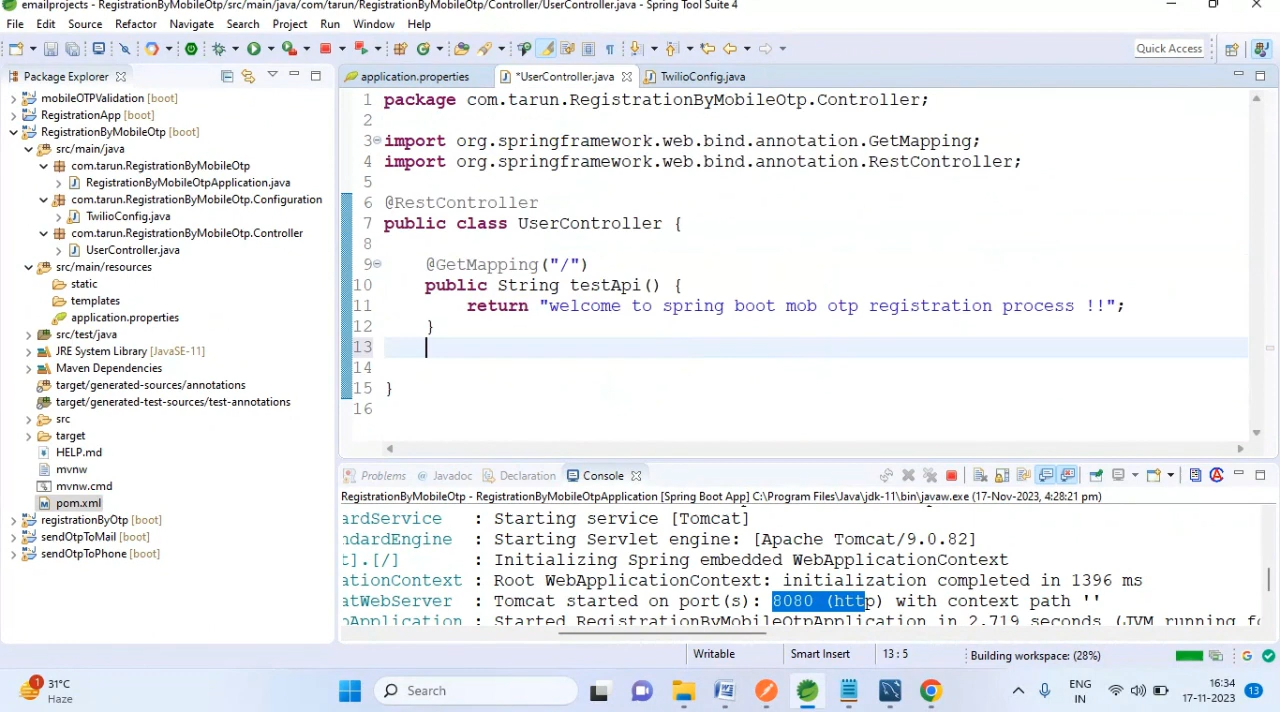 emailprojects - RegistrationByMobileOtp/src/main/java/com/tarun/RegistrationByMobileOtp/Controller/UserController.java - Spring Tool Suite 4
File Edit Source Refactor Navigate Search Project Run Window Help
Quick Access
Package Explorer
mobileOTPValidation [boot]
RegistrationApp [boot]
RegistrationByMobileOtp [boot]
src/main/java
com.tarun.RegistrationByMobileOtp
RegistrationByMobileOtpApplication.java
com.tarun.RegistrationByMobileOtp.Configuration
TwilioConfig.java
com.tarun.RegistrationByMobileOtp.Controller
UserController.java
src/main/resources
static
templates
application.properties
src/test/java
JRE System Library [JavaSE-11]
Maven Dependencies
target/generated-sources/annotations
target/generated-test-sources/test-annotations
src
target
HELP.md
mvnw
mvnw.cmd
pom.xml
registrationByOtp [boot]
sendOtpToMail [boot]
sendOtpToPhone [boot]
application.properties *UserController.java TwilioConfig.java
1 package com.tarun.RegistrationByMobileOtp.Controller;
2
3 import org.springframework.web.bind.annotation.GetMapping;
4 import org.springframework.web.bind.annotation.RestController;
5
6 @RestController
7 public class UserController {
8
9 @GetMapping("/")
10 public String testApi() {
11 return "welcome to spring boot mob otp registration process !!";
12 }
13
14
15 }
16
Problems @ Javadoc Declaration Console
RegistrationByMobileOtp - RegistrationByMobileOtpApplication [Spring Boot App] C:\Program Files\Java\jdk-11\bin\javaw.exe (17-Nov-2023, 4:28:21 pm)
ardService : Starting service [Tomcat]
ndardEngine : Starting Servlet engine: [Apache Tomcat/9.0.82]
t].[/] : Initializing Spring embedded WebApplicationContext
ationContext : Root WebApplicationContext: initialization completed in 1396 ms
atWebServer : Tomcat started on port(s): 8080 (http) with context path ''
pApplication : Started RegistrationByMobileOtpApplication in 2.719 seconds (JVM running fo
Writable Smart Insert 13 : 5 Building workspace: (28%)
1 31°C
Haze
Search
ENG
IN
16:34
17-11-2023
13